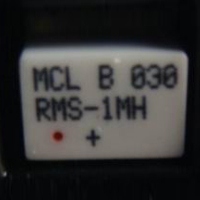 MCL B 030
RMS-1MH
+